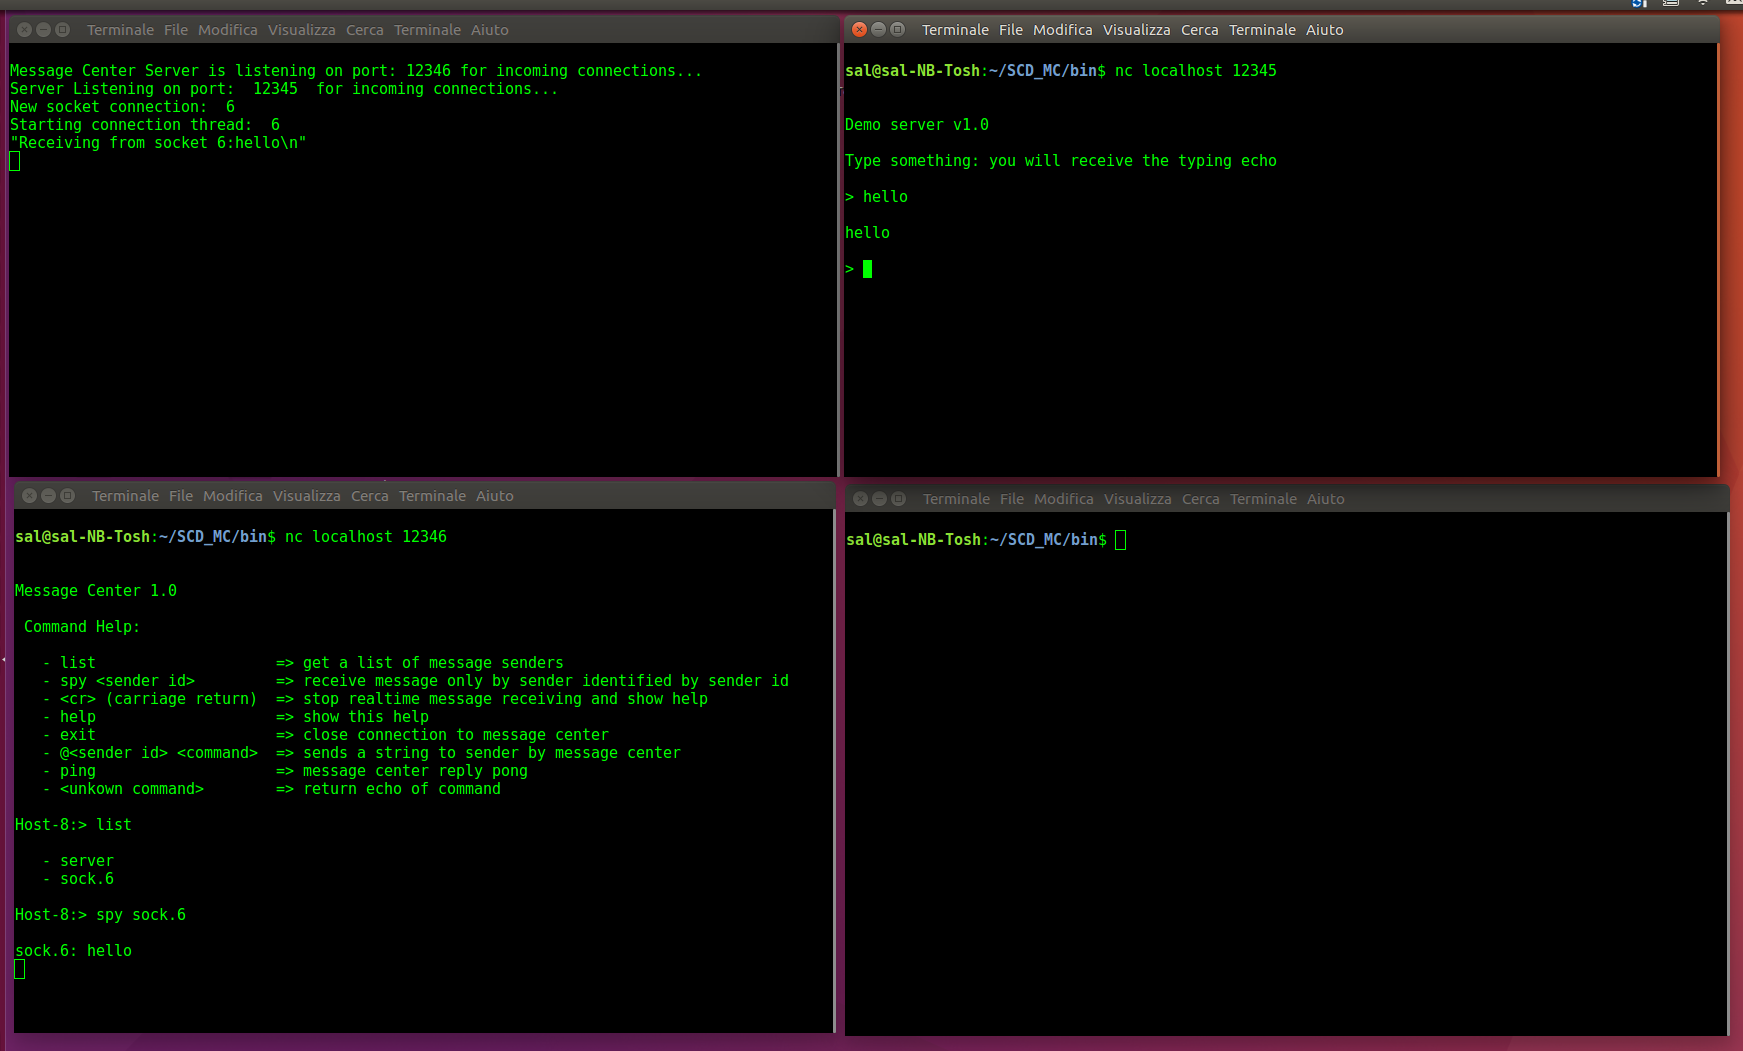 Terminale File Modifica Visualizza Cerca Terminale Aiuto
Message Center Server is listening on port: 12346 for incoming connections...
Server Listening on port:  12345  for incoming connections...
New socket connection:  6
Starting connection thread:  6
"Receiving from socket 6:hello\n"
Terminale File Modifica Visualizza Cerca Terminale Aiuto
sal@sal-NB-Tosh:~/SCD_MC/bin$ nc localhost 12345
Demo server v1.0
Type something: you will receive the typing echo
> hello
hello
>
Terminale File Modifica Visualizza Cerca Terminale Aiuto
sal@sal-NB-Tosh:~/SCD_MC/bin$ nc localhost 12346
Message Center 1.0
Command Help:
- list                    => get a list of message senders
- spy <sender id>         => receive message only by sender identified by sender id
- <cr> (carriage return)  => stop realtime message receiving and show help
- help                    => show this help
- exit                    => close connection to message center
- @<sender id> <command>  => sends a string to sender by message center
- ping                    => message center reply pong
- <unkown command>        => return echo of command
Host-8:> list
- server
- sock.6
Host-8:> spy sock.6
sock.6: hello
Terminale File Modifica Visualizza Cerca Terminale Aiuto
sal@sal-NB-Tosh:~/SCD_MC/bin$